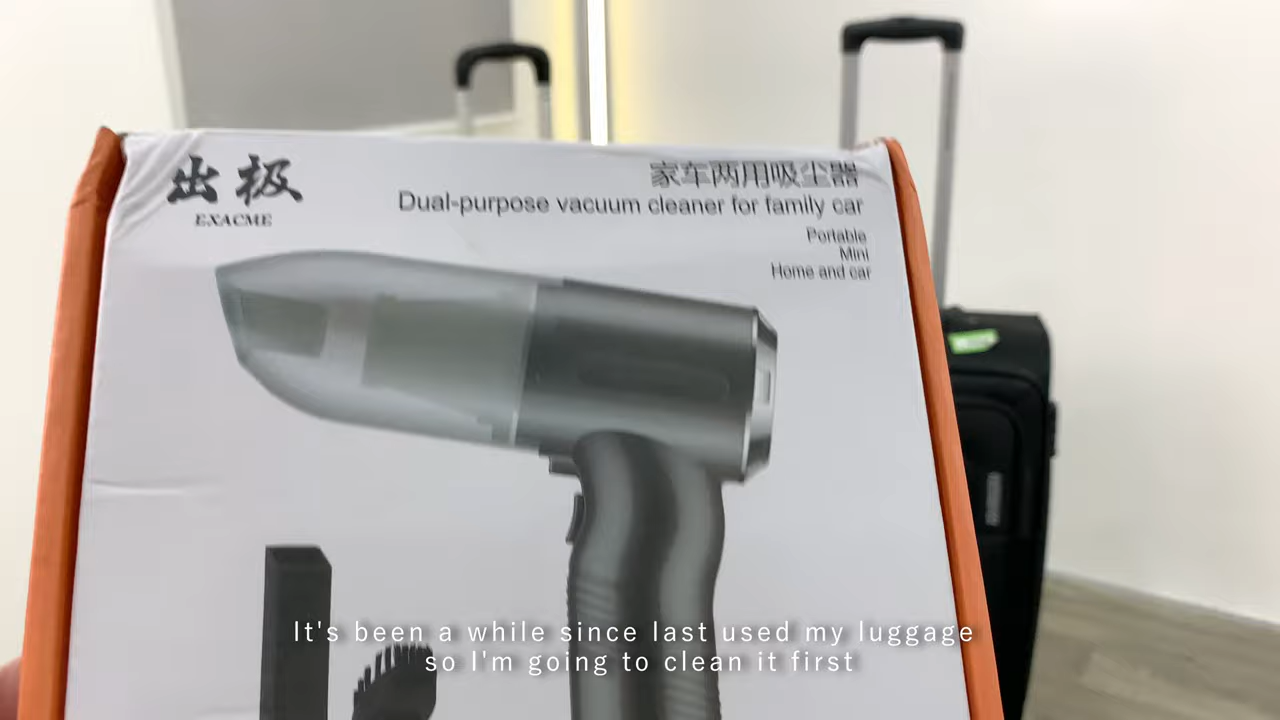 出极
EXACME
家车两用吸尘器
Dual-purpose vacuum cleaner for family car
Portable
Mini
Home and car
It's been a while since last used my luggage
so I'm going to clean it first